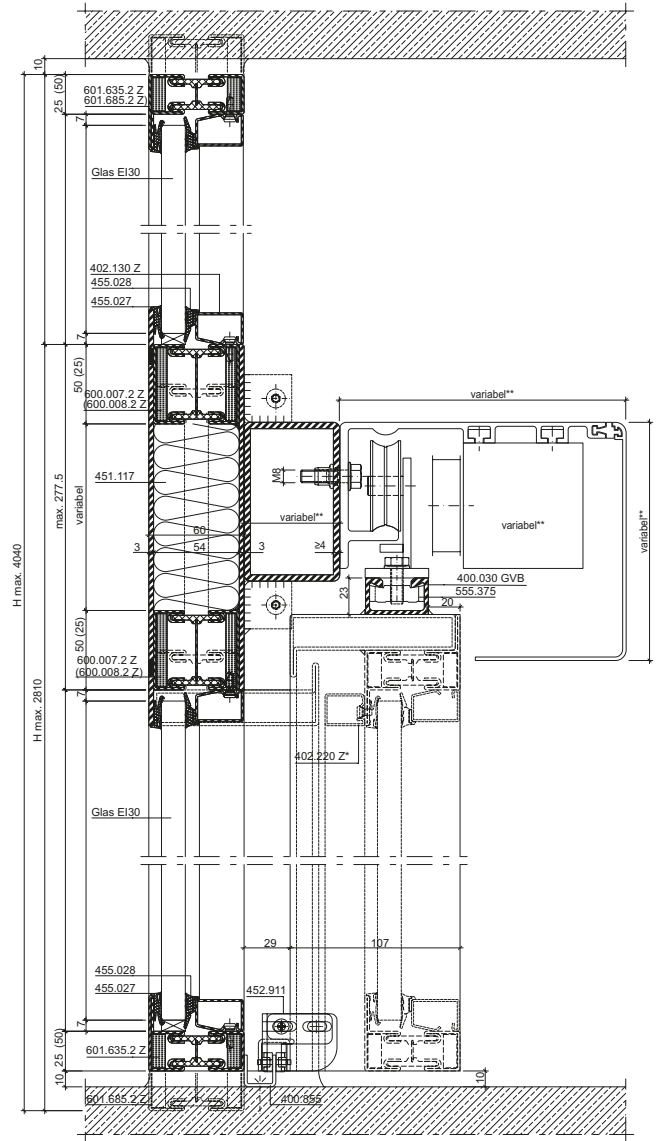 10
25 (50)
601.635.2 Z
601.685.2 Z
7
Glas EI30
402.130 Z
455.028
455.027
7
50 (25)
600.007.2 Z
(600.008.2 Z)
variabel**
M8
451.117
variabel
max. 277.5
H max. 4040
60
3
54
3
variabel**
≥4
variabel**
variabel**
400.030 GVB
555.375
20
23
50 (25)
600.007.2 Z
(600.008.2 Z)
7
H max. 2810
402.220 Z*
Glas EI30
29
107
455.028
455.027
452.911
7
25 (50)
601.635.2 Z
10
601.685.2 Z
400.855
10